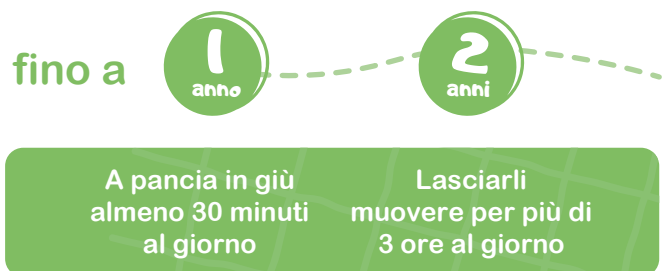 fino a
1
anno
2
anni
A pancia in giù
almeno 30 minuti
al giorno
Lasciarli
muovere per più di
3 ore al giorno